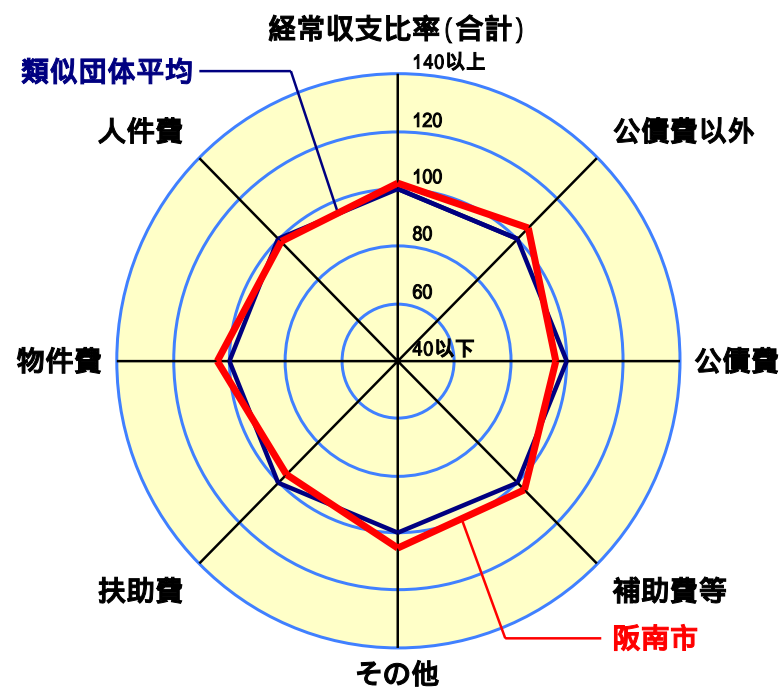 経常収支比率(合計)
140以上
類似団体平均
120
人件費
公債費以外
100
80
60
40以下
物件費
公債費
扶助費
補助費等
阪南市
その他